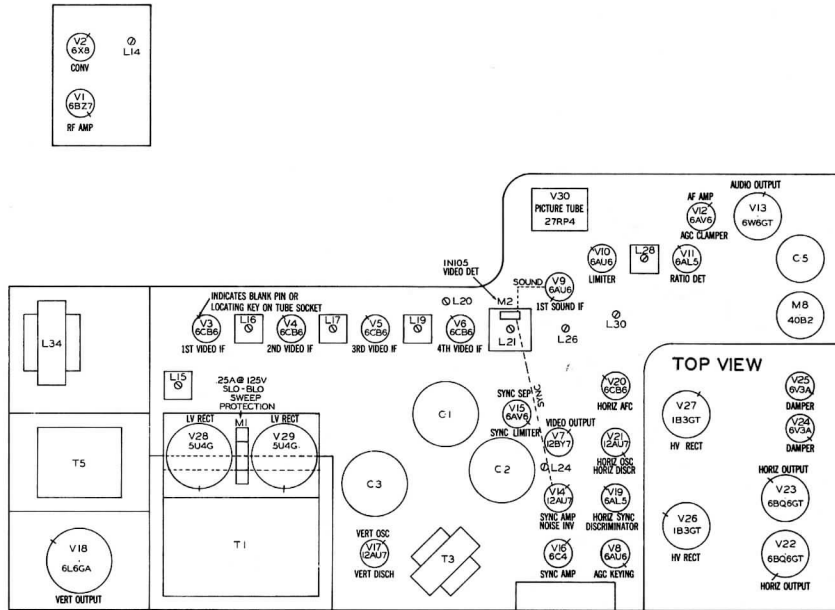 V2
6X8
CONV
L14
V1
6BZ7
RF AMP
V30
PICTURE TUBE
27RP4
AF AMP
V12
6AV6
AGC CLAMPER
AUDIO OUTPUT
V13
6W6GT
1N105
VIDEO DET
V10
6AU6
LIMITER
L28
V11
6AL5
RATIO DET
C5
SOUND
V9
6AU6
1ST SOUND IF
INDICATES BLANK PIN OR
LOCATING KEY ON TUBE SOCKET
L20
M2
L30
M8
40B2
L34
V3
6CB6
1ST VIDEO IF
L16
V4
6CB6
2ND VIDEO IF
L17
V5
6CB6
3RD VIDEO IF
L19
V6
6CB6
4TH VIDEO IF
L21
L26
TOP VIEW
L15
.25A@125V
SLO-BLO
SWEEP
PROTECTION
SYNC
V20
6CB6
HORIZ AFC
V25
6V3A
DAMPER
LV RECT
V28
5U4G
M1
LV RECT
V29
5U4G
C1
SYNC SEP
V15
6AV6
SYNC LIMITER
VIDEO OUTPUT
V7
12BY7
V21
12AU7
HORIZ OSC
HORIZ DISCR
V27
1B3GT
HV RECT
V24
6V3A
DAMPER
T5
C3
C2
L24
V14
12AU7
SYNC AMP
NOISE INV
V19
6AL5
HORIZ SYNC
DISCRIMINATOR
HORIZ OUTPUT
V23
6BQ6GT
V18
6L6GA
VERT OUTPUT
T1
VERT OSC
V17
12AU7
VERT DISCH
T3
V16
6C4
SYNC AMP
V8
6AU6
AGC KEYING
V26
1B3GT
HV RECT
V22
6BQ6GT
HORIZ OUTPUT